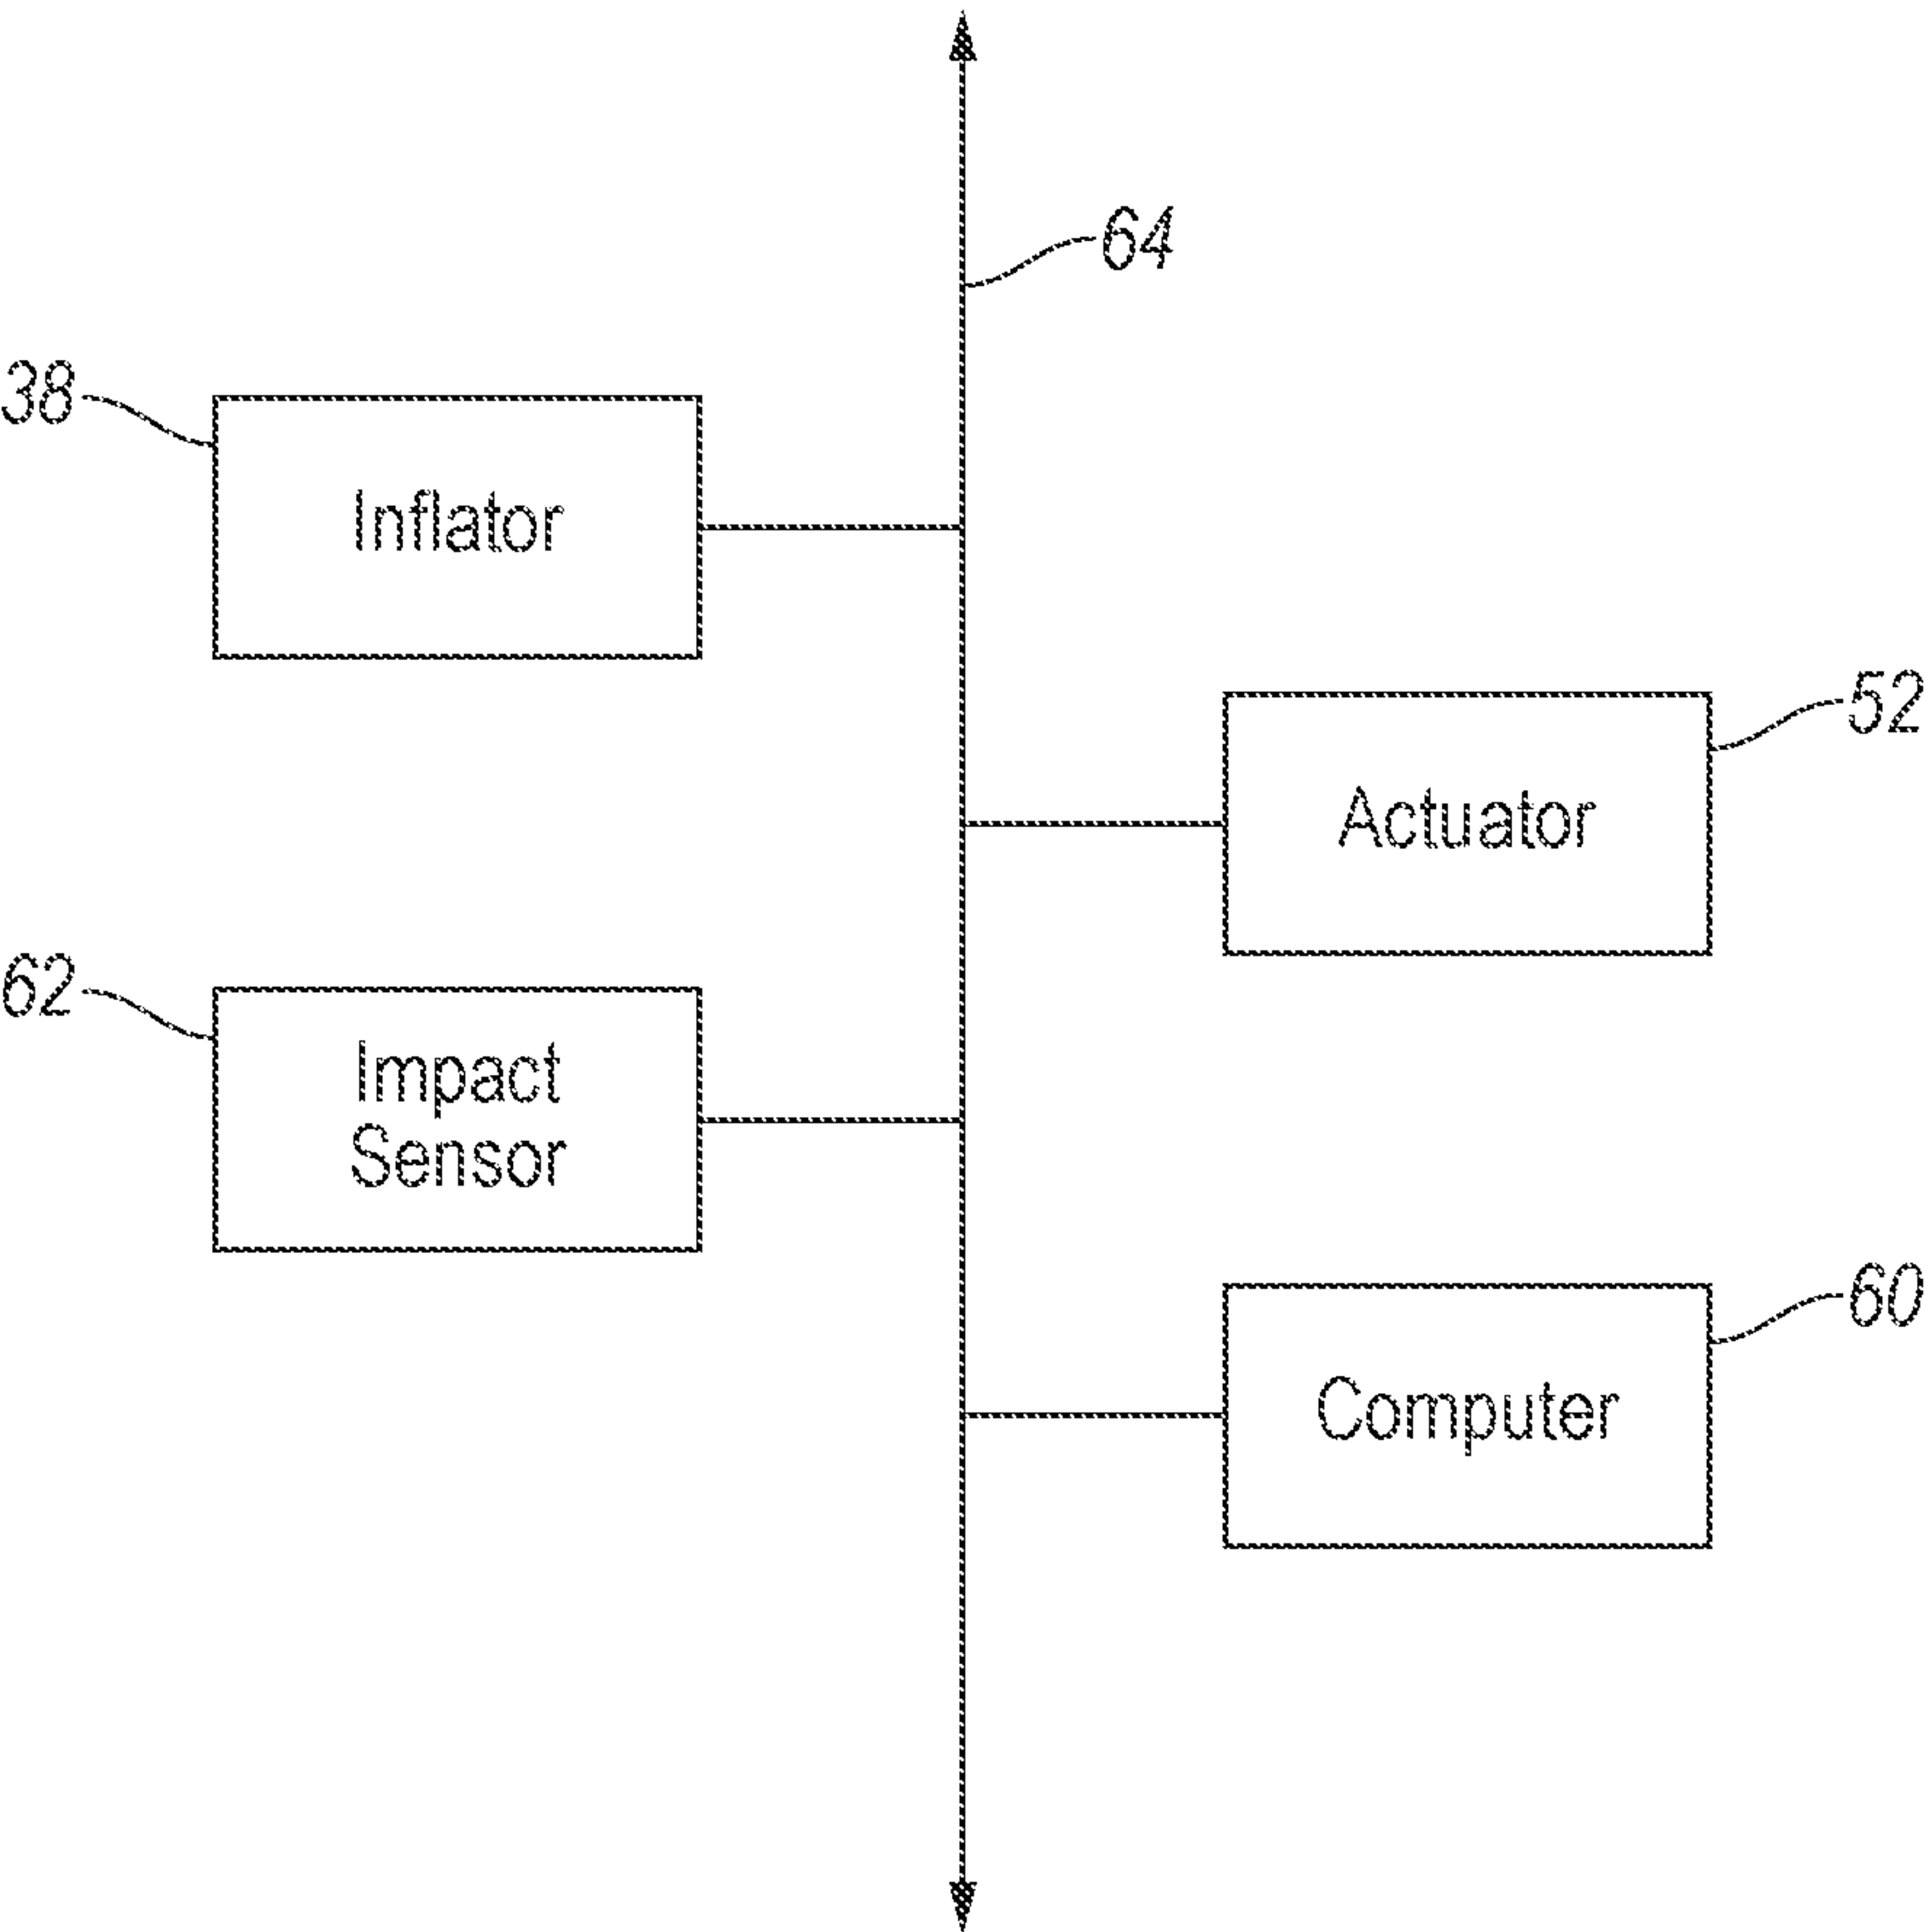 64
38
Inflator
52
Actuator
62
Impact
Sensor
60
Computer